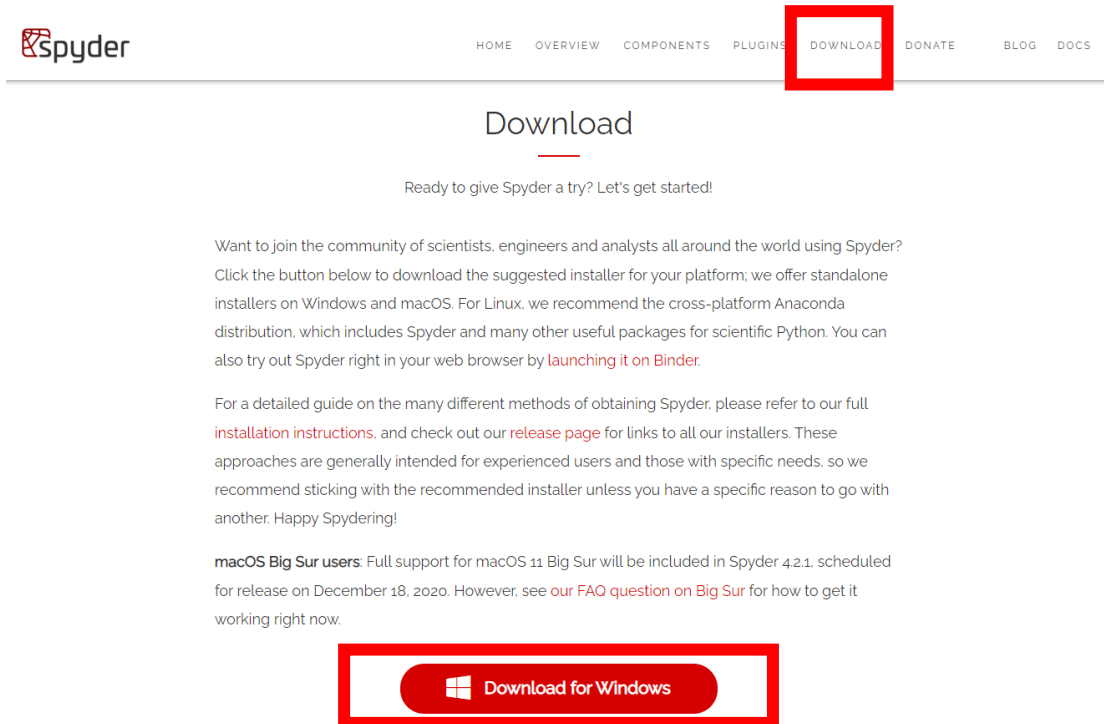 spyder
HOME OVERVIEW COMPONENTS PLUGINS DOWNLOAD DONATE BLOG DOCS
Download
Ready to give Spyder a try? Let's get started!
Want to join the community of scientists, engineers and analysts all around the world using Spyder?
Click the button below to download the suggested installer for your platform; we offer standalone
installers on Windows and macOS. For Linux, we recommend the cross-platform Anaconda
distribution, which includes Spyder and many other useful packages for scientific Python. You can
also try out Spyder right in your web browser by launching it on Binder.
For a detailed guide on the many different methods of obtaining Spyder, please refer to our full
installation instructions, and check out our release page for links to all our installers. These
approaches are generally intended for experienced users and those with specific needs, so we
recommend sticking with the recommended installer unless you have a specific reason to go with
another. Happy Spydering!
macOS Big Sur users: Full support for macOS 11 Big Sur will be included in Spyder 4.2.1, scheduled
for release on December 18, 2020. However, see our FAQ question on Big Sur for how to get it
working right now.
Download for Windows